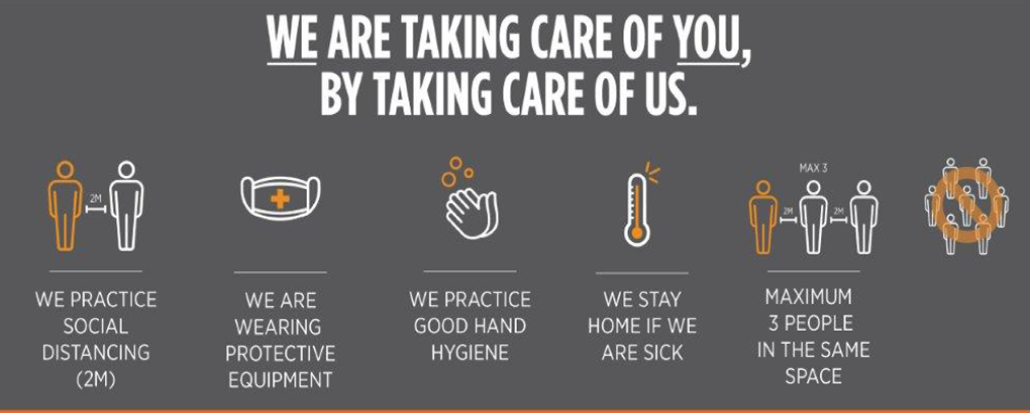 WE ARE TAKING CARE OF YOU,
BY TAKING CARE OF US.
2M
WE PRACTICE
SOCIAL
DISTANCING
(2M)
WE ARE
WEARING
PROTECTIVE
EQUIPMENT
WE PRACTICE
GOOD HAND
HYGIENE
WE STAY
HOME IF WE
ARE SICK
MAX 3
2M 2M
MAXIMUM
3 PEOPLE
IN THE SAME
SPACE